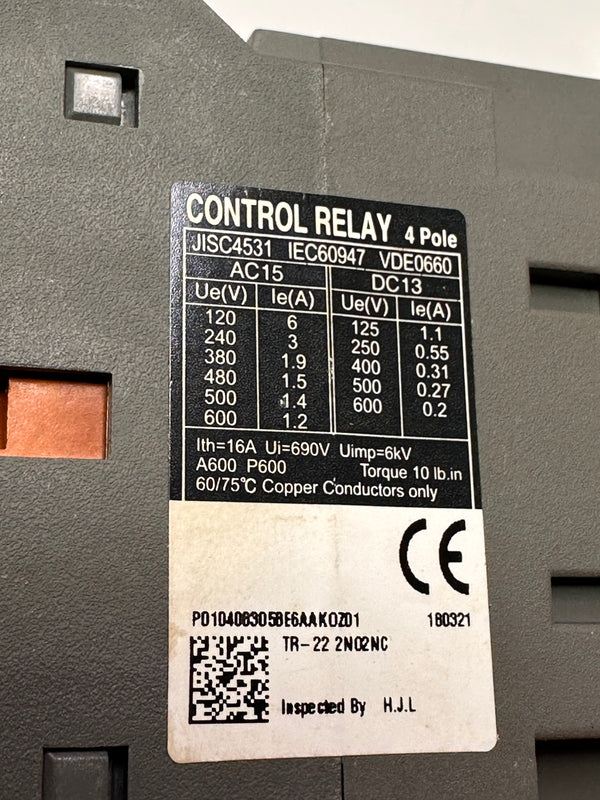 CONTROL RELAY 4 Pole
JISC4531 IEC60947 VDE0660
AC15 DC13
Ue(V) Ie(A) Ue(V) Ie(A)
120 6 125 1.1
240 3 250 0.55
380 1.9 400 0.31
480 1.5 500 0.27
500 1.4 600 0.2
600 1.2
Ith=16A Ui=690V Uimp=6kV
A600 P600 Torque 10 lb.in
60/75℃ Copper Conductors only
CE
P0104083058E6AAK0Z01 180321
TR-22 2NO2NC
Inspected By H.J.L